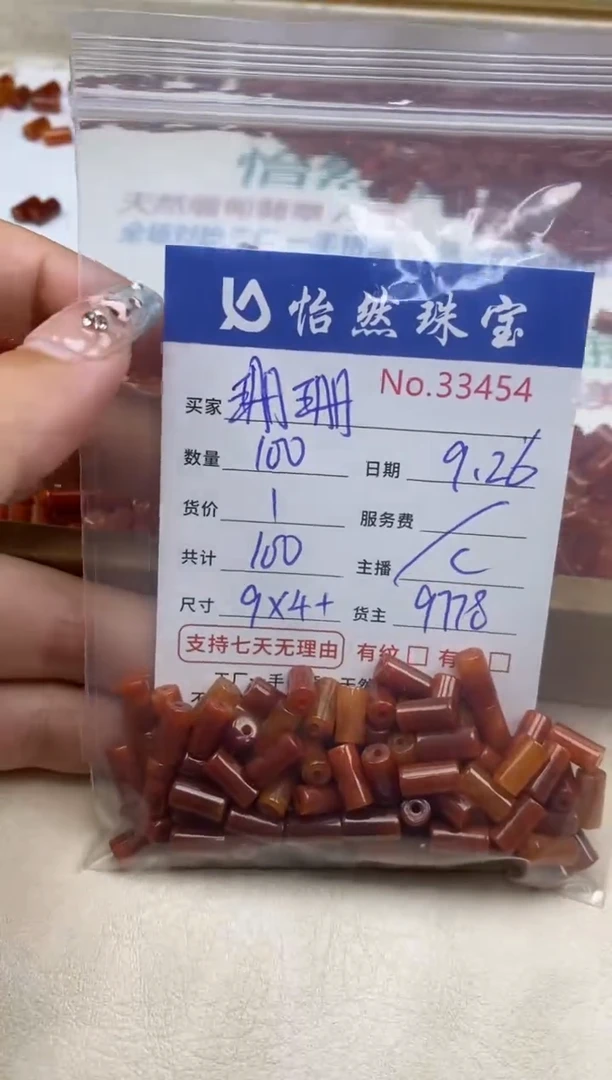 怡然珠宝
No.33454
买家 珊珊
数量 100 日期 9.26
货价 1 服务费 /
共计 100 主播 C
尺寸 9X4+ 货主 9778
支持七天无理由 有纹 □ 有 □